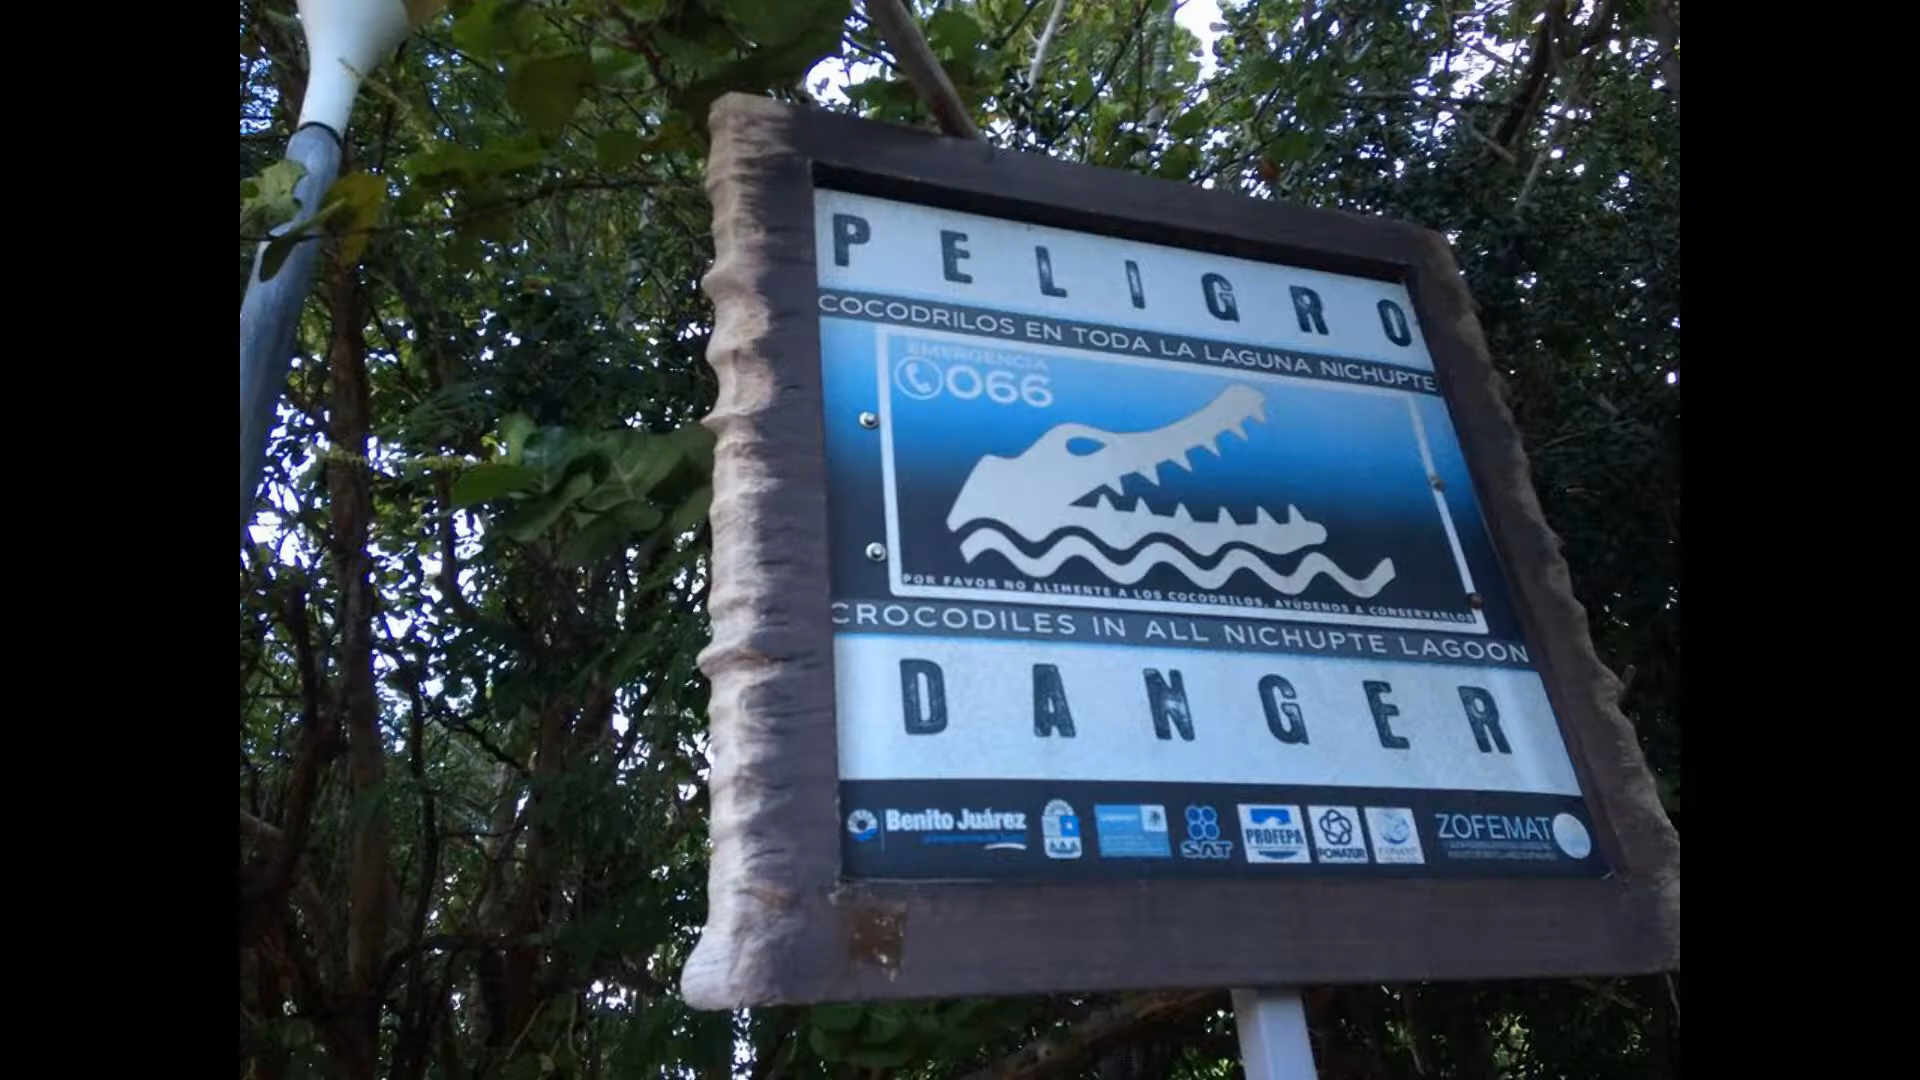 PELIGRO
COCODRILOS EN TODA LA LAGUNA NICHUPTE
EMERGENCIA
066
POR FAVOR NO ALIMENTE A LOS COCODRILOS, AYÚDENOS A CONSERVARLOS
CROCODILES IN ALL NICHUPTE LAGOON
DANGER
Benito Juárez
SAT
PROFEPA
FONATUR
ZOFEMAT